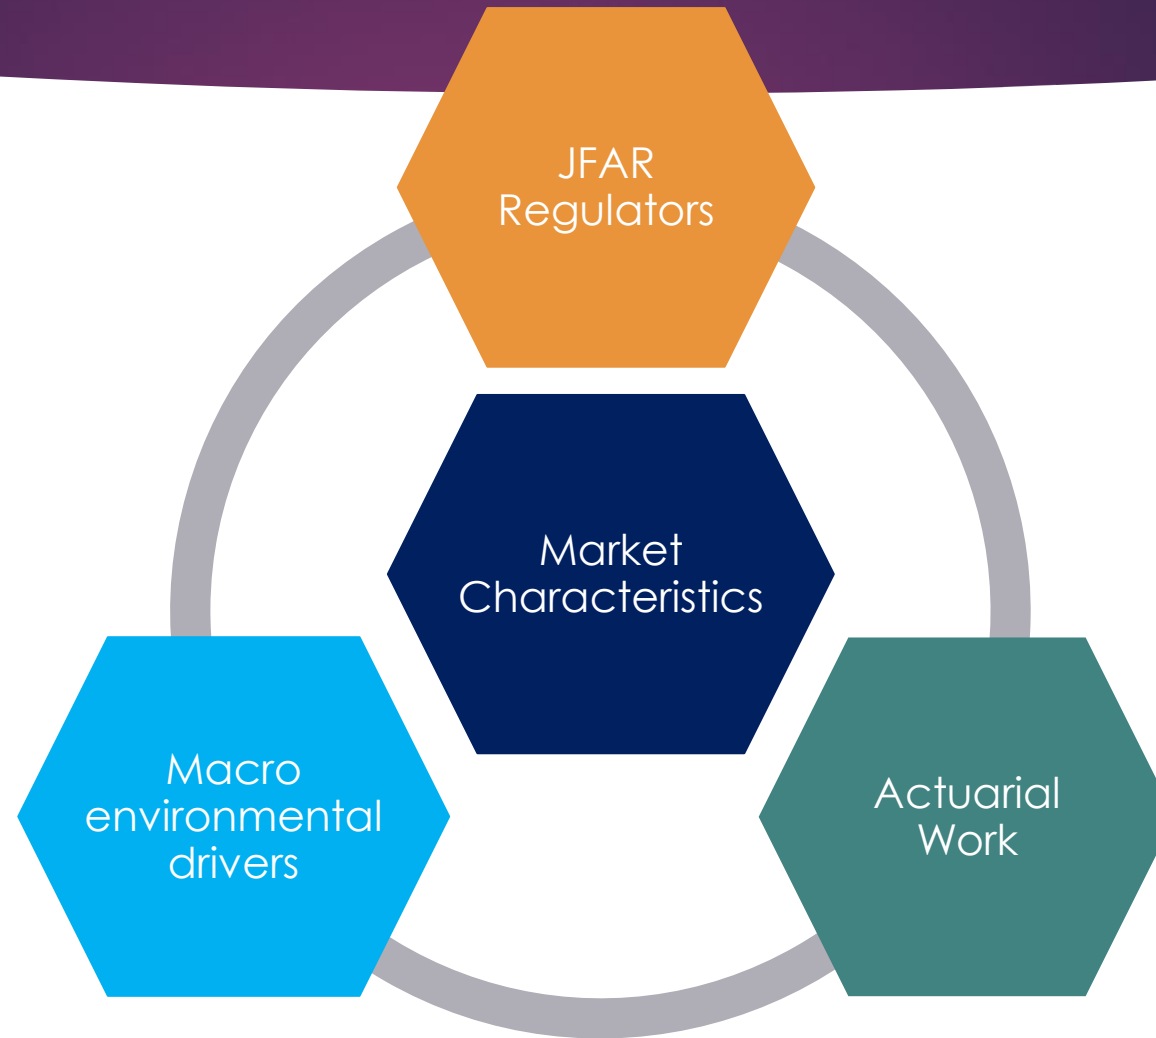 JFAR
Regulators
Market
Characteristics
Macro
environmental
drivers
Actuarial
Work